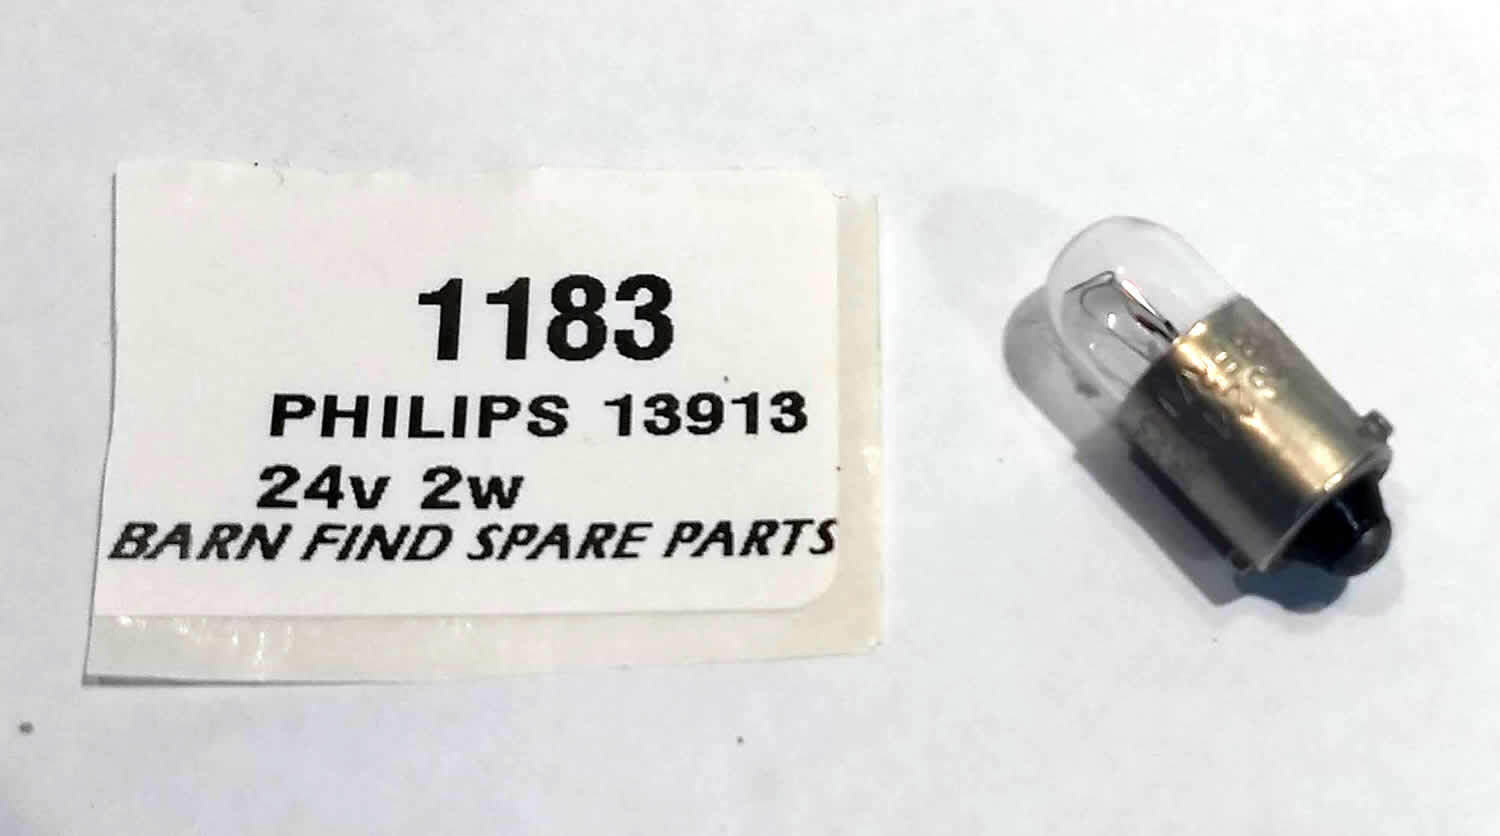 1183
PHILIPS 13913
24v 2w
BARN FIND SPARE PARTS